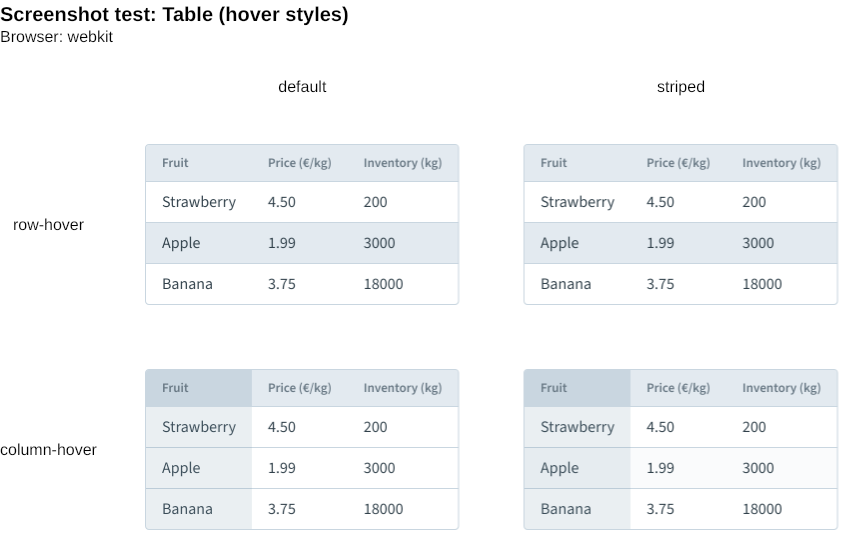 Screenshot test: Table (hover styles)
Browser: webkit
default striped
Fruit Price (€/kg) Inventory (kg) Fruit Price (€/kg) Inventory (kg)
Strawberry 4.50 200 Strawberry 4.50 200
row-hover
Apple 1.99 3000 Apple 1.99 3000
Banana 3.75 18000 Banana 3.75 18000
Fruit Price (€/kg) Inventory (kg) Fruit Price (€/kg) Inventory (kg)
Strawberry 4.50 200 Strawberry 4.50 200
column-hover
Apple 1.99 3000 Apple 1.99 3000
Banana 3.75 18000 Banana 3.75 18000